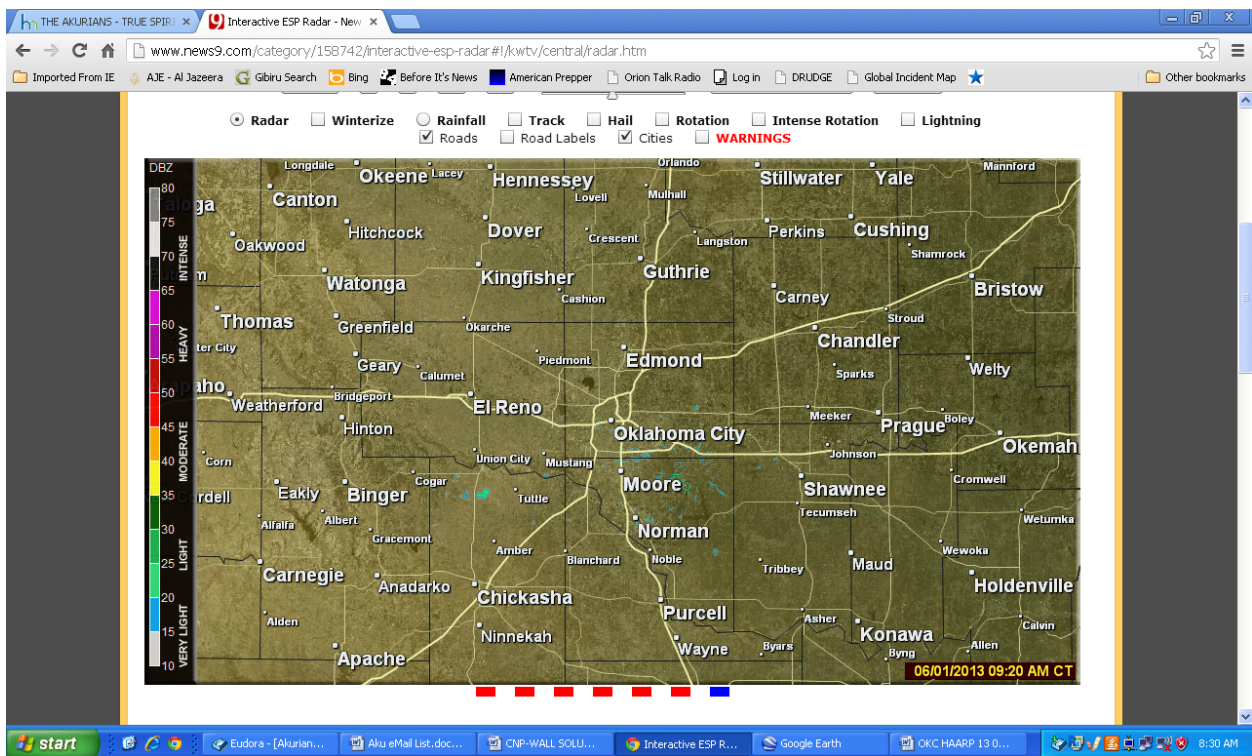 THE AKURIANS - TRUE SPIRI
Interactive ESP Radar - New
www.news9.com/category/158742/interactive-esp-radar#!/kwtv/central/radar.htm
Imported From IE AJE - Al Jazeera Gibiru Search Bing Before It's News American Prepper Orion Talk Radio Log in DRUDGE Global Incident Map Other bookmarks
Radar Winterize Rainfall Track Hail Rotation Intense Rotation Lightning
Roads Road Labels Cities WARNINGS
DBZ Longdale Okeene Lacey Hennessey Orlando Stillwater Yale Mannford
80 Canton Lovell Mulhall
75 Hitchcock Dover Crescent Langston Perkins Cushing
Oakwood Shamrock
70 INTENSE Watonga Kingfisher Guthrie Bristow
65 Cashion Carney
Thomas Greenfield Okarche Stroud
60 HEAVY Chandler
55 Geary Calumet Piedmont Edmond Sparks Welty
50 Weatherford Bridgeport El Reno Meeker Prague Boley
45 Hinton Oklahoma City Okemah
MODERATE Corn Union City Mustang Johnson
40 Cogar Moore Shawnee Cromwell
35 Eakly Binger Tuttle Tecumseh
30 Alfalfa Albert Gracemont Norman Wetumka
25 LIGHT Amber Blanchard Noble Maud Wewoka
Carnegie Anadarko Tribbey Holdenville
20 Chickasha Purcell
15 Alden Ninnekah Asher Konawa Calvin
10 VERY LIGHT Apache Wayne Byars Byng Allen
06/01/2013 09:20 AM CT
start Eudora - [Akurian... Aku eMail List.doc... CNP-WALL SOLU... Interactive ESP R... Google Earth OKC HAARP 13 0... 8:30 AM